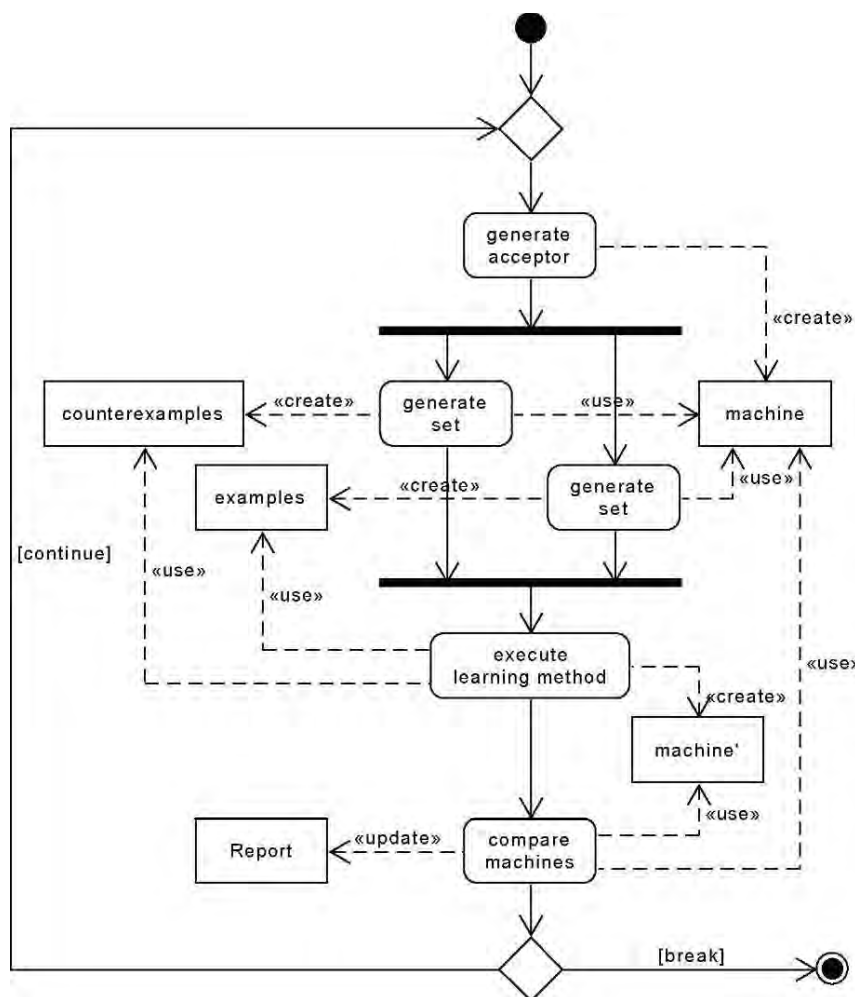 generate
acceptor
«create»
counterexamples
«create»
generate
set
«use»
machine
examples
«create»
generate
set
«use»
[continue]
«use»
«use»
execute
learning method
«use»
«create»
machine'
«use»
Report
«update»
compare
machines
[break]